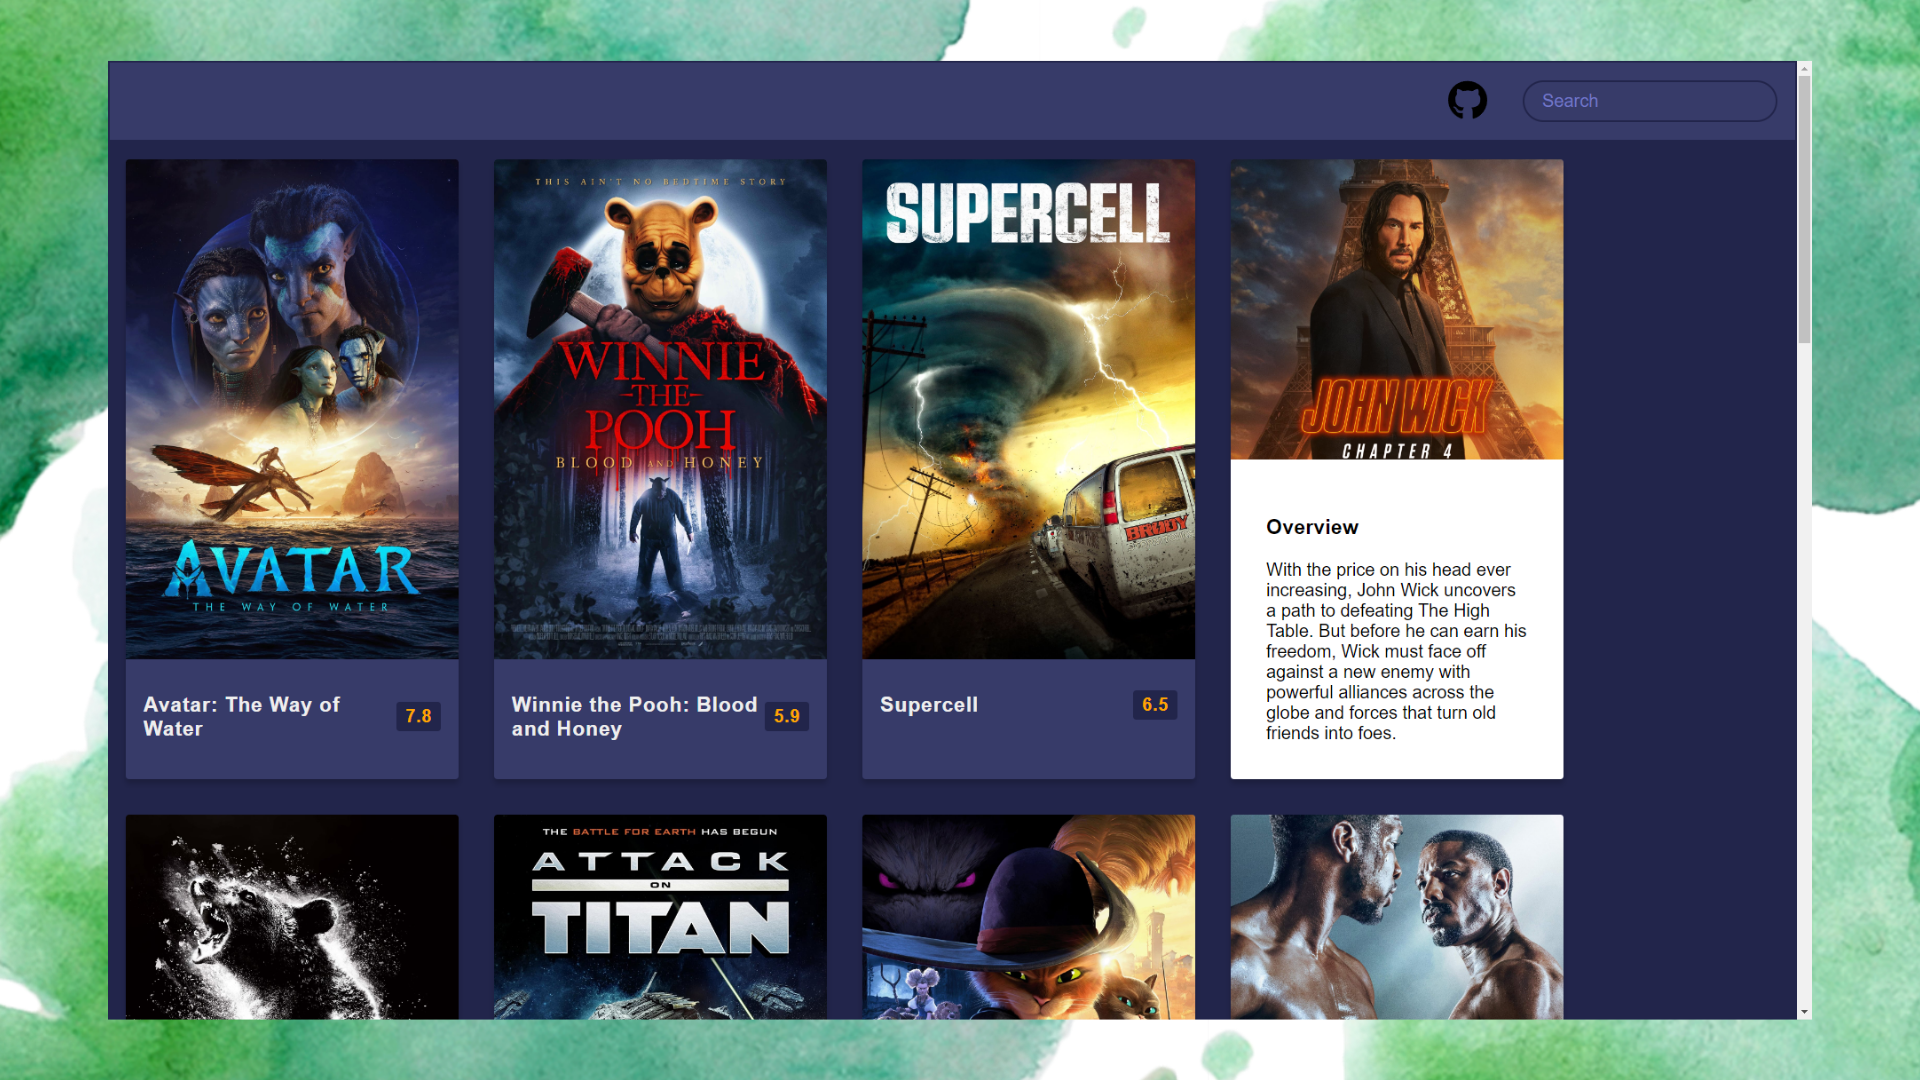 Search
THIS AIN'T NO BEDTIME STORY
WINNIE
-THE-
POOH
BLOOD AND HONEY
SUPERCELL
BRODY
JOHN WICK
CHAPTER 4
AVATAR
THE WAY OF WATER
Overview
With the price on his head ever
increasing, John Wick uncovers
a path to defeating The High
Table. But before he can earn his
freedom, Wick must face off
against a new enemy with
powerful alliances across the
globe and forces that turn old
friends into foes.
Avatar: The Way of
Water
7.8
Winnie the Pooh: Blood
and Honey
5.9
Supercell
6.5
THE BATTLE FOR EARTH HAS BEGUN
ATTACK
ON
TITAN